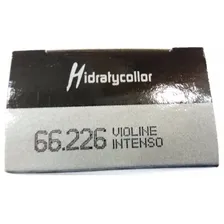 Hidratycollor
66.226 VIOLINE
INTENSO